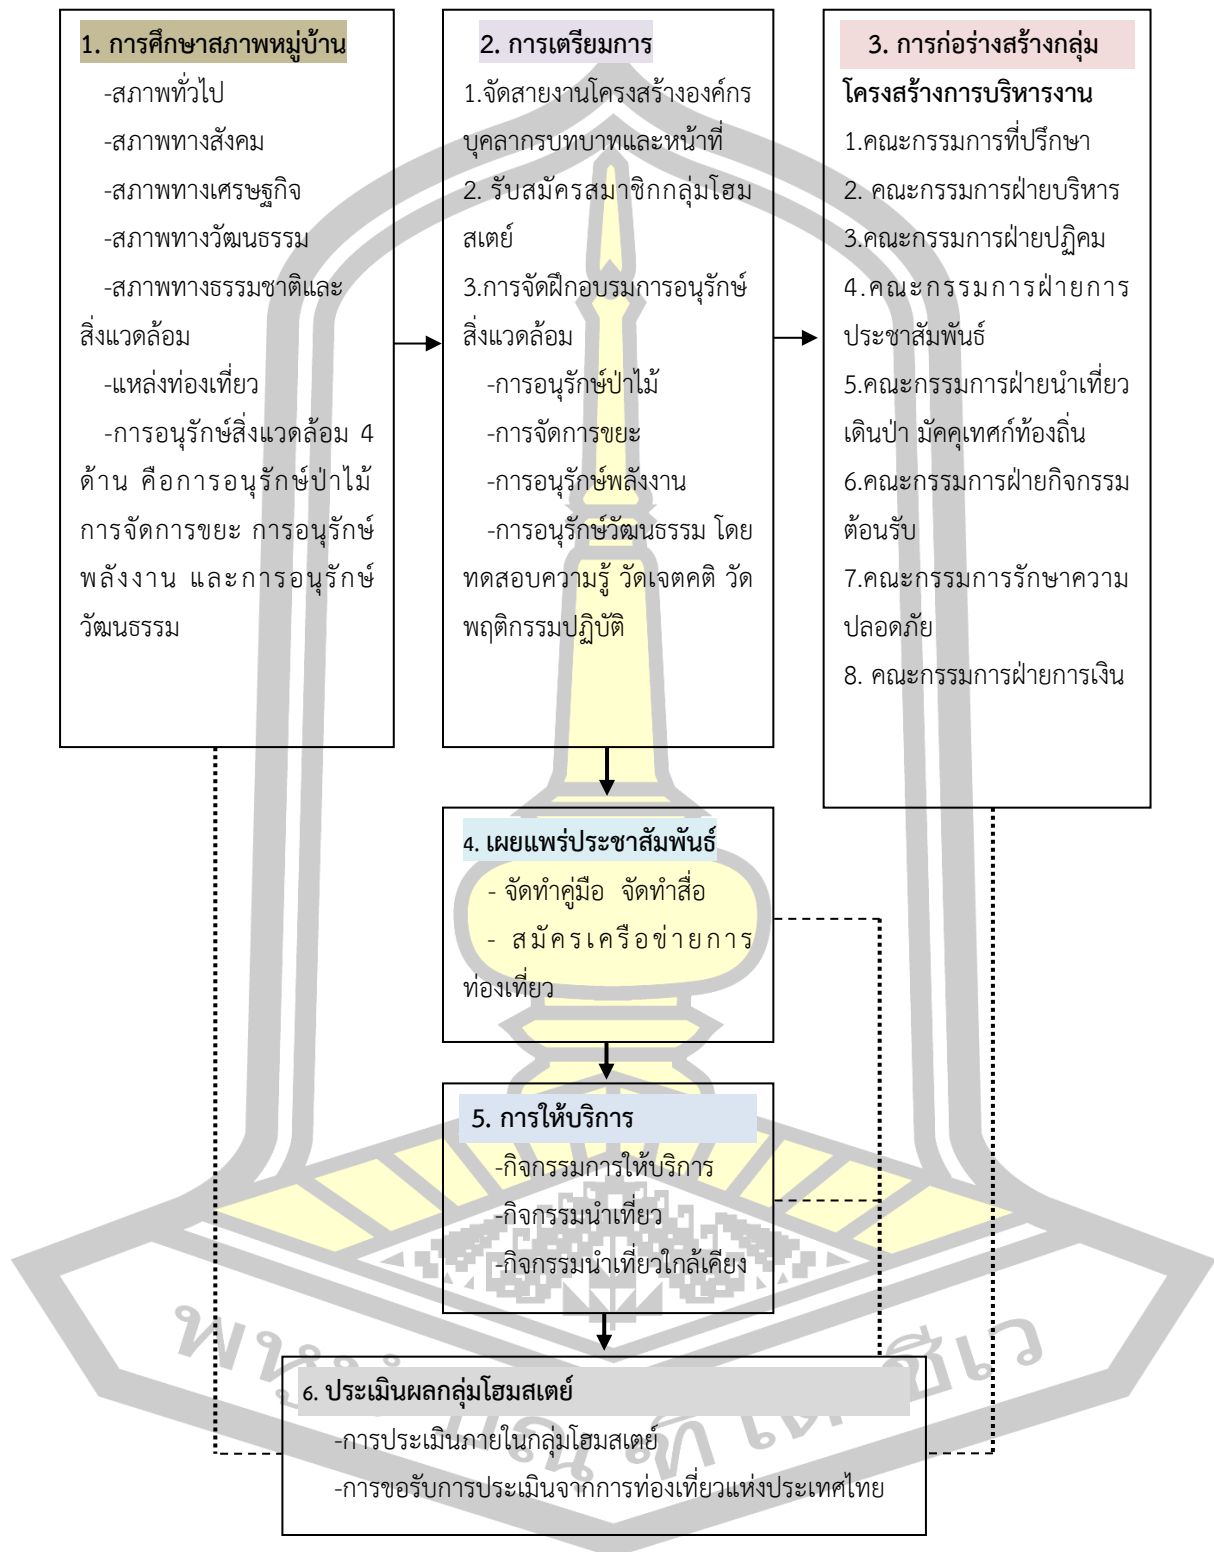 1. การศึกษาสภาพหมู่บ้าน
-สภาพทั่วไป
-สภาพทางสังคม
-สภาพทางเศรษฐกิจ
-สภาพทางวัฒนธรรม
-สภาพทางธรรมชาติและ
สิ่งแวดล้อม
-แหล่งท่องเที่ยว
-การอนุรักษ์สิ่งแวดล้อม 4
ด้าน คือการอนุรักษ์ป่าไม้
การจัดการขยะ การอนุรักษ์
พลังงาน และการอนุรักษ์
วัฒนธรรม
2. การเตรียมการ
1.จัดสายงานโครงสร้างองค์กร
บุคลากรบทบาทและหน้าที่
2. รับสมัครสมาชิกกลุ่มโฮม
สเตย์
3.การจัดฝึกอบรมการอนุรักษ์
สิ่งแวดล้อม
-การอนุรักษ์ป่าไม้
-การจัดการขยะ
-การอนุรักษ์พลังงาน
-การอนุรักษ์วัฒนธรรม โดย
ทดสอบความรู้ วัดเจตคติ วัด
พฤติกรรมปฏิบัติ
3. การก่อร่างสร้างกลุ่ม
โครงสร้างการบริหารงาน
1.คณะกรรมการที่ปรึกษา
2. คณะกรรมการฝ่ายบริหาร
3.คณะกรรมการฝ่ายปฏิคม
4.คณะกรรมการฝ่ายการ
ประชาสัมพันธ์
5.คณะกรรมการฝ่ายนำเที่ยว
เดินป่า มัคคุเทศก์ท้องถิ่น
6.คณะกรรมการฝ่ายกิจกรรม
ต้อนรับ
7.คณะกรรมการรักษาความ
ปลอดภัย
8. คณะกรรมการฝ่ายการเงิน
4. เผยแพร่ประชาสัมพันธ์
- จัดทำคู่มือ จัดทำสื่อ
- สมัครเครือข่ายการ
ท่องเที่ยว
5. การให้บริการ
-กิจกรรมการให้บริการ
-กิจกรรมนำเที่ยว
-กิจกรรมนำเที่ยวใกล้เคียง
6. ประเมินผลกลุ่มโฮมสเตย์
-การประเมินภายในกลุ่มโฮมสเตย์
-การขอรับการประเมินจากการท่องเที่ยวแห่งประเทศไทย